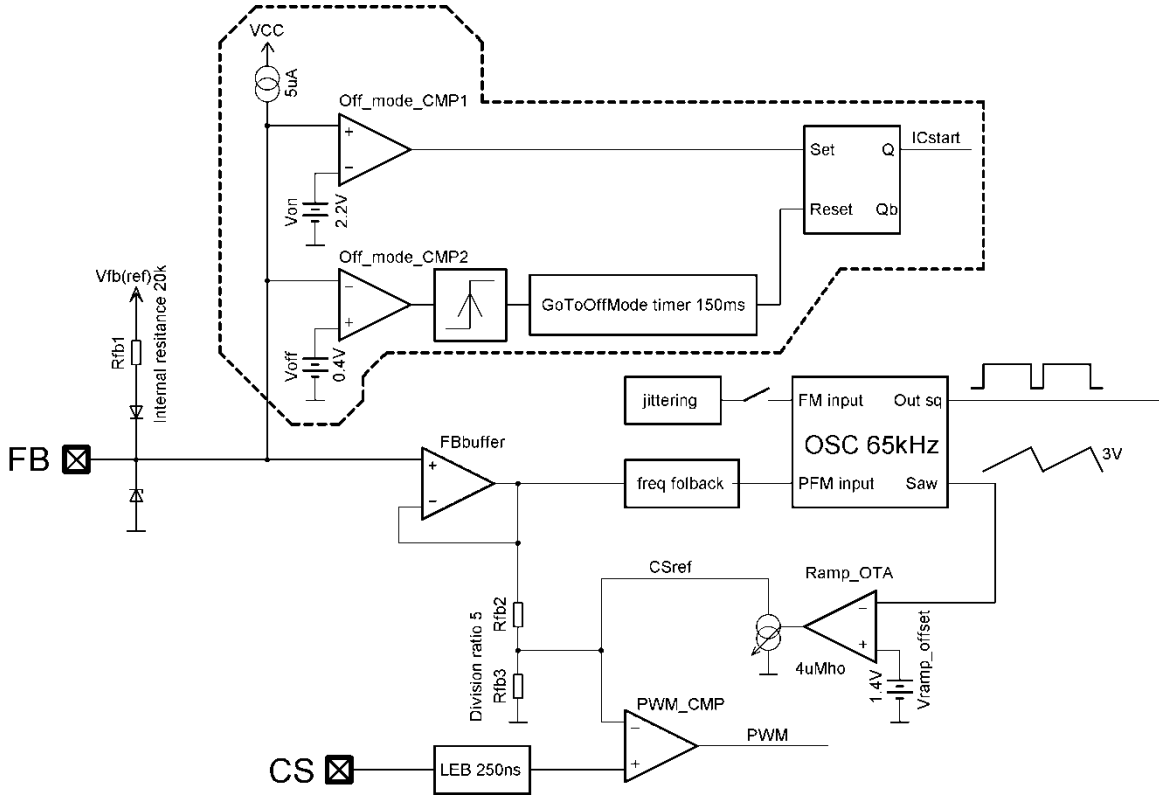 VCC
5uA
Off_mode_CMP1
+
−
Von
2.2V
Set
Q
ICstart
Reset
Qb
Off_mode_CMP2
−
+
Voff
0.4V
GoToOffMode timer 150ms
Vfb(ref)
Rfb1
Internal resitance 20k
FB
FBbuffer
+
−
jittering
freq folback
FM input
Out sq
OSC 65kHz
PFM input
Saw
3V
CSref
Ramp_OTA
−
+
4uMho
1.4V
Vramp_offset
Rfb2
Division ratio 5
Rfb3
PWM_CMP
−
+
PWM
CS
LEB 250ns